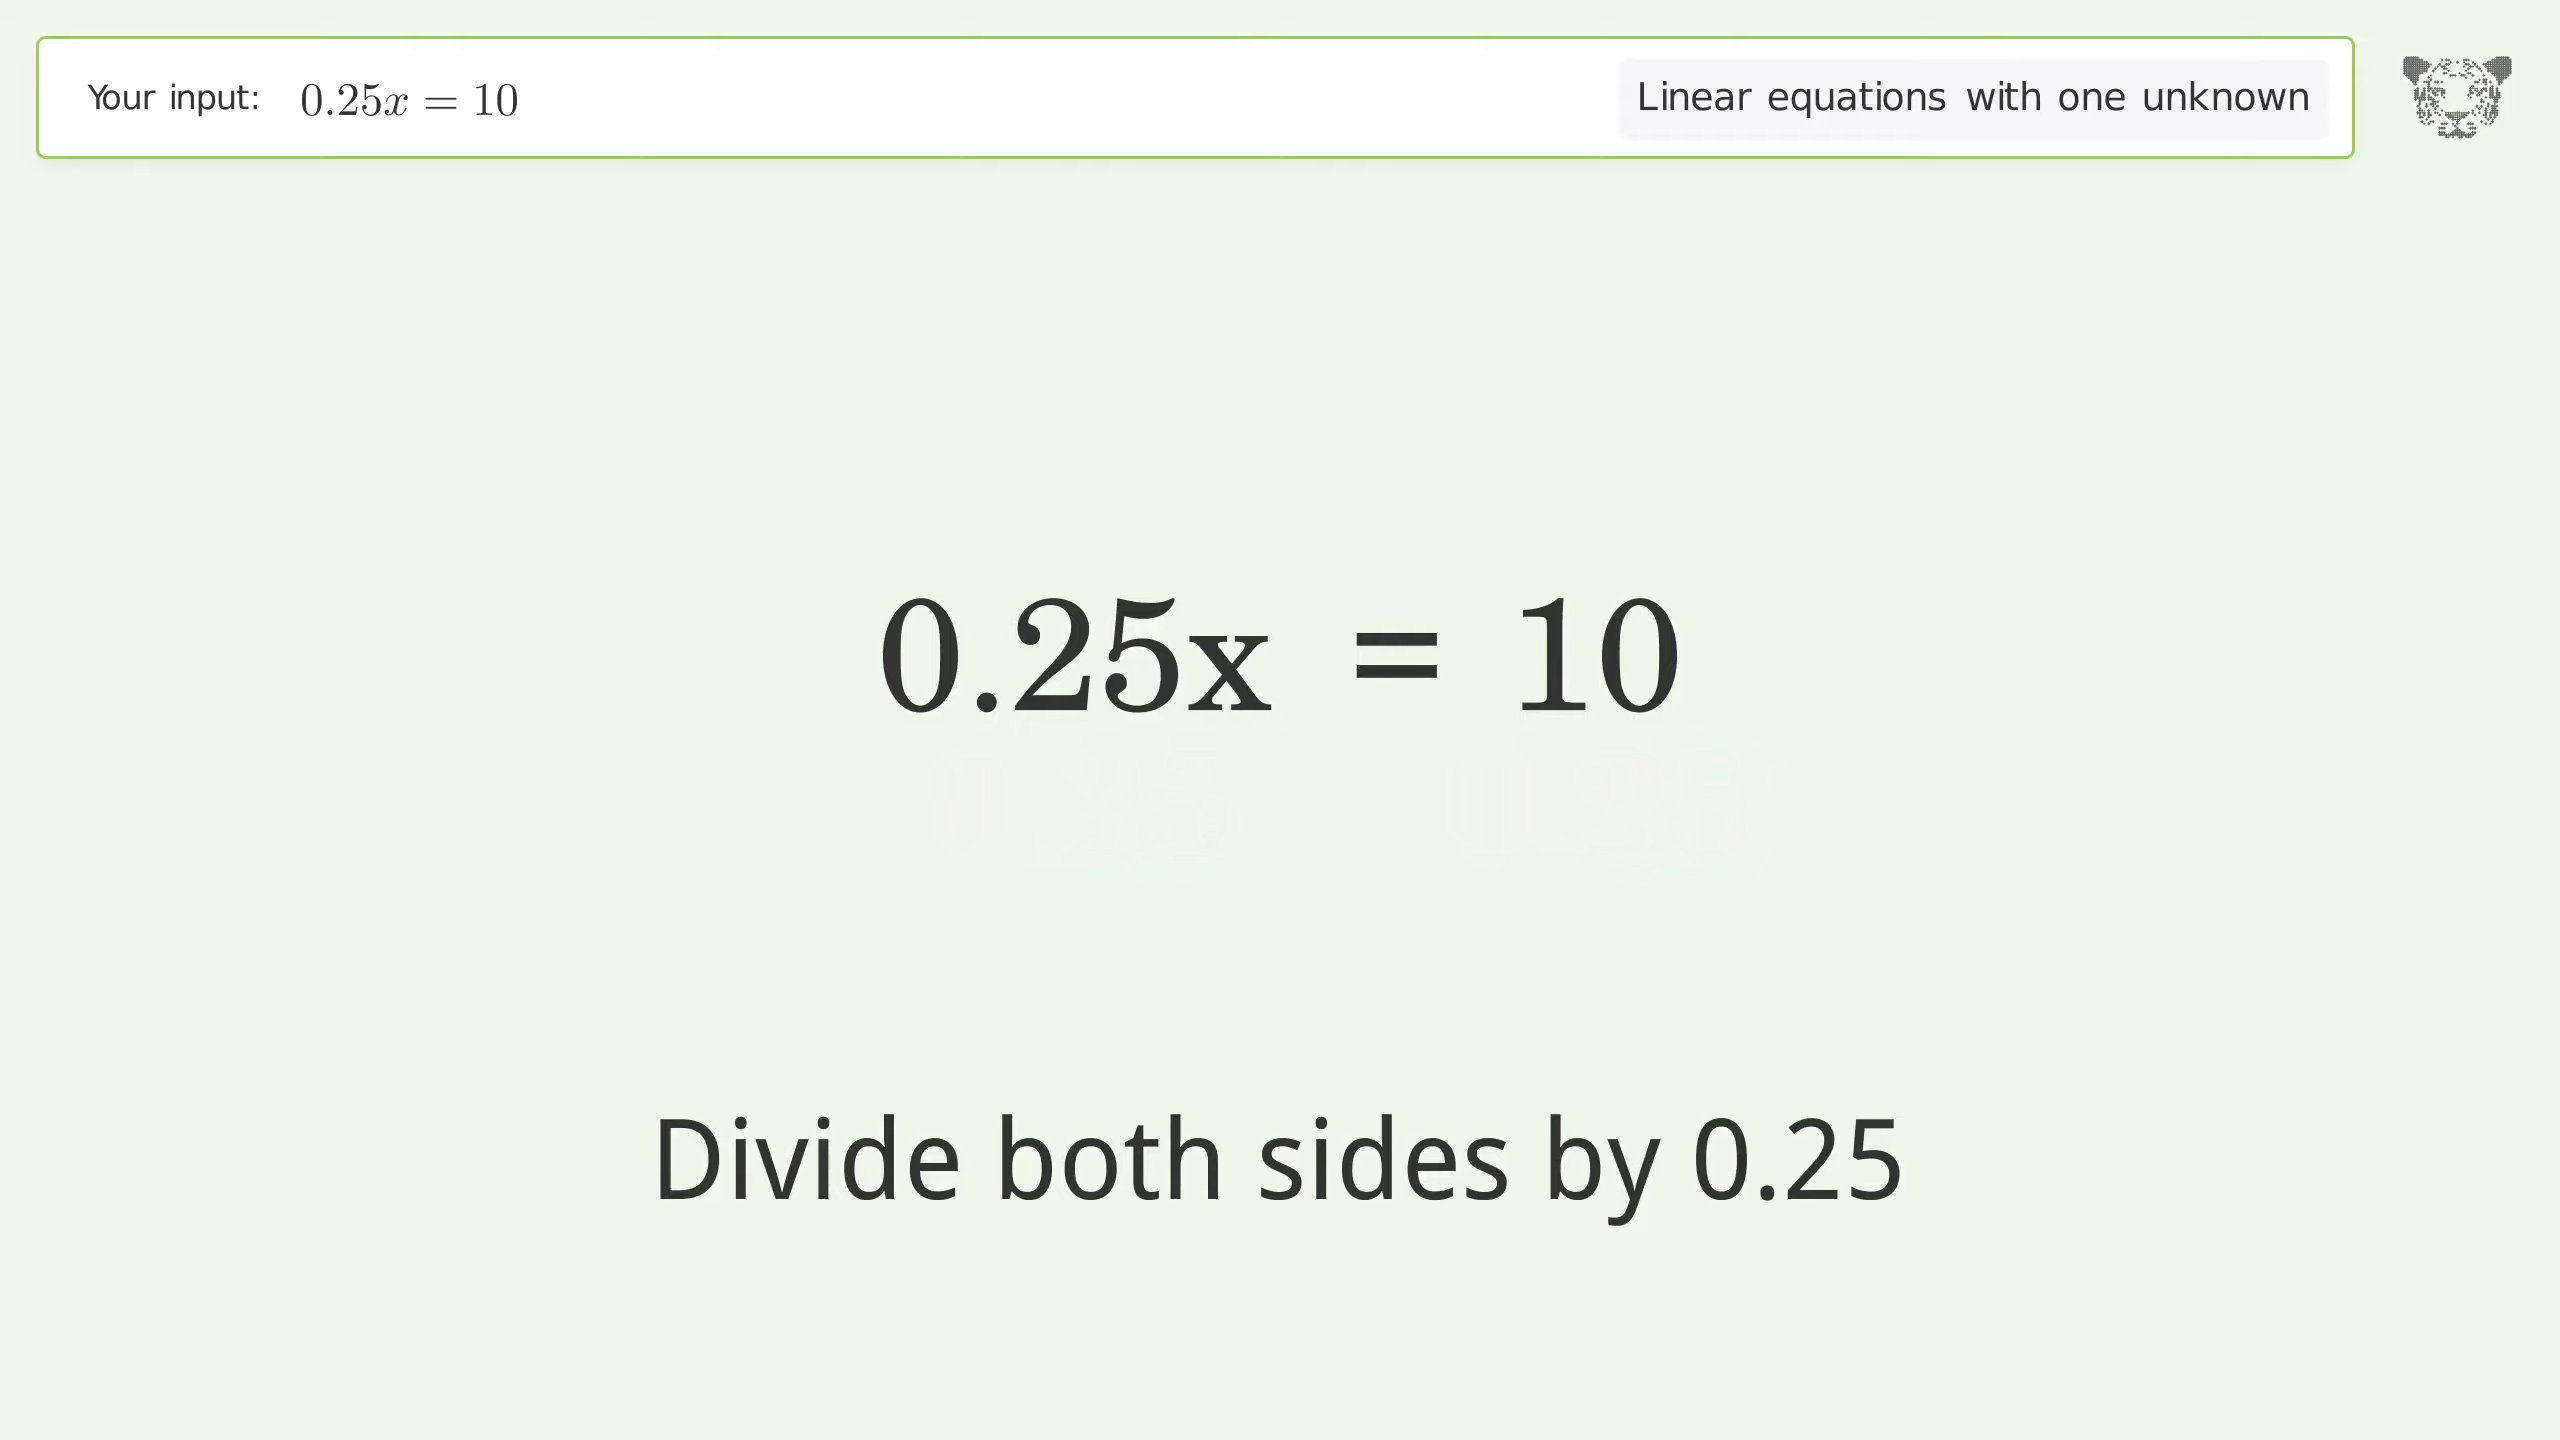 Your input: 0.25x = 10
Linear equations with one unknown
0.25x = 10
Divide both sides by 0.25